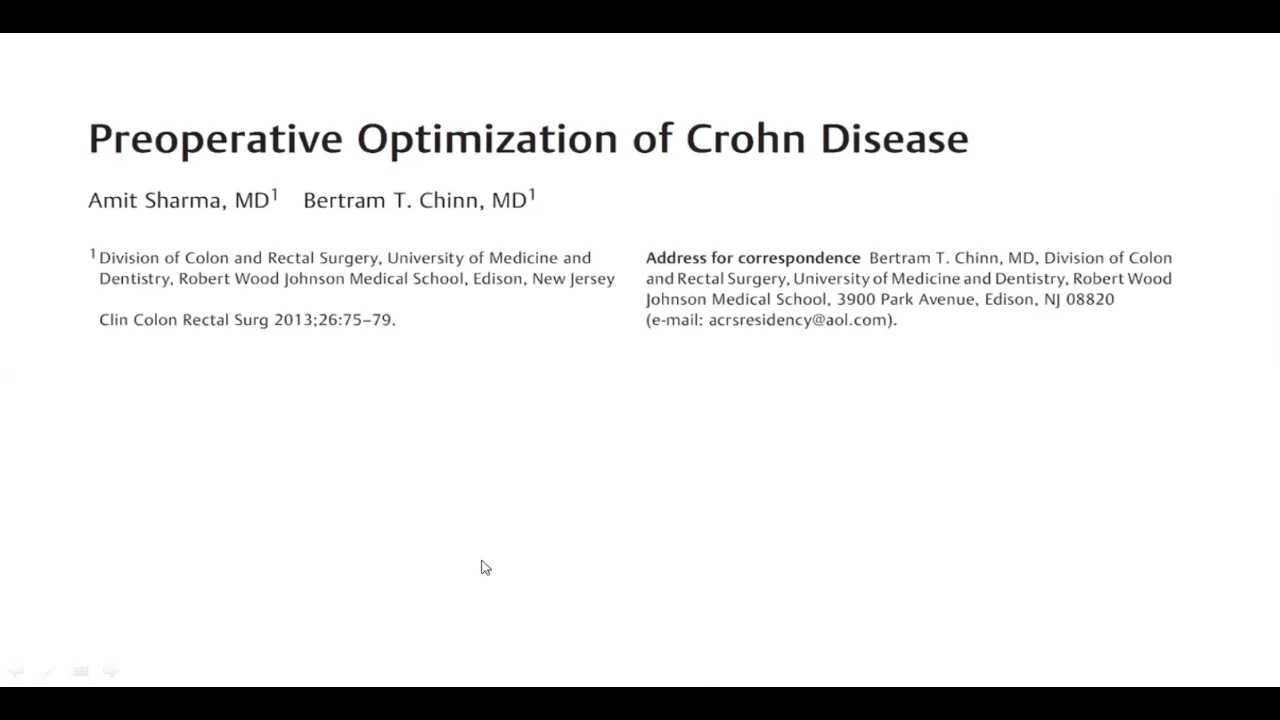 Preoperative Optimization of Crohn Disease
Amit Sharma, MD1 Bertram T. Chinn, MD1
1 Division of Colon and Rectal Surgery, University of Medicine and
Dentistry, Robert Wood Johnson Medical School, Edison, New Jersey
Clin Colon Rectal Surg 2013;26:75–79.
Address for correspondence Bertram T. Chinn, MD, Division of Colon
and Rectal Surgery, University of Medicine and Dentistry, Robert Wood
Johnson Medical School, 3900 Park Avenue, Edison, NJ 08820
(e-mail: acrsresidency@aol.com).